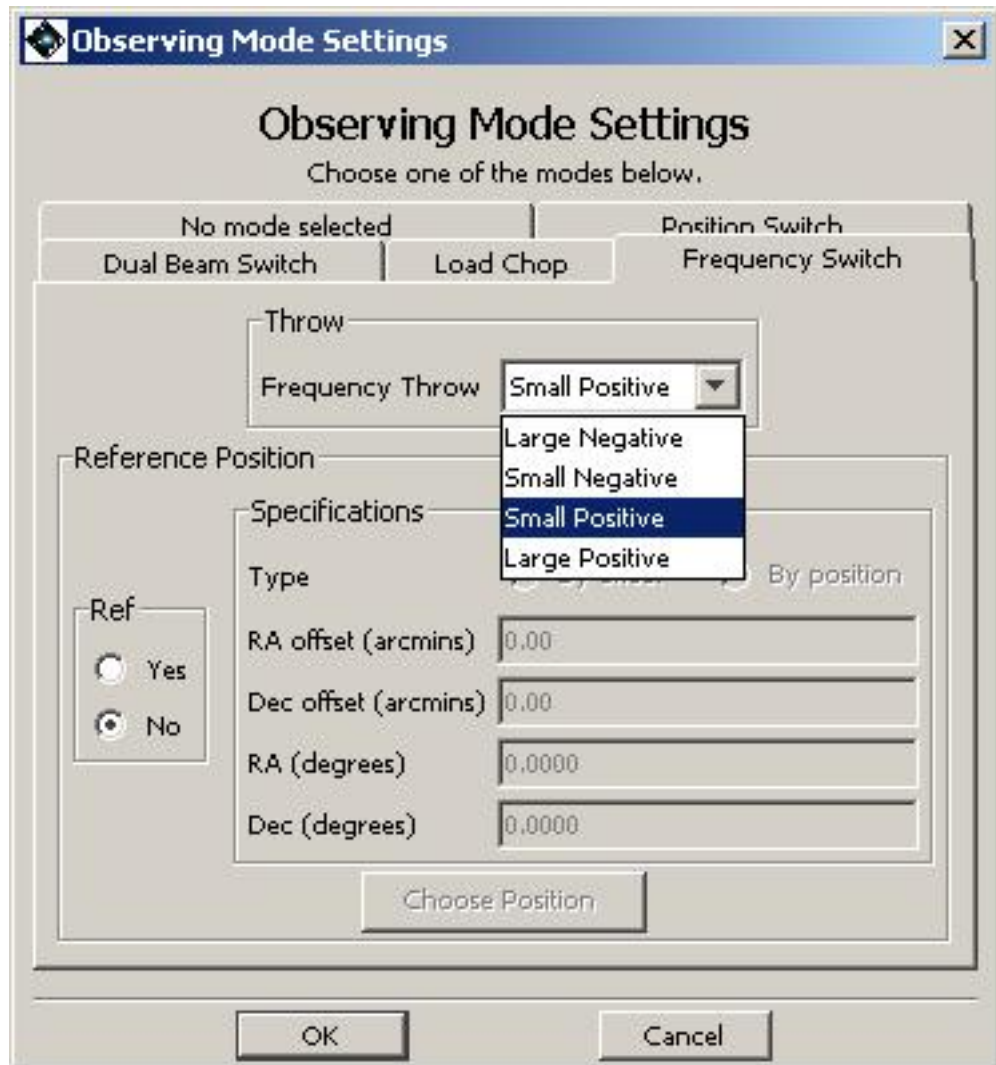 Observing Mode Settings
Observing Mode Settings
Choose one of the modes below.
No mode selected
Position Switch
Dual Beam Switch
Load Chop
Frequency Switch
Throw
Frequency Throw
Small Positive
Large Negative
Small Negative
Small Positive
Large Positive
Reference Position
Specifications
Type
By position
Ref
Yes
No
RA offset (arcmins) 0.00
Dec offset (arcmins) 0.00
RA (degrees) 0.0000
Dec (degrees) 0.0000
Choose Position
OK
Cancel